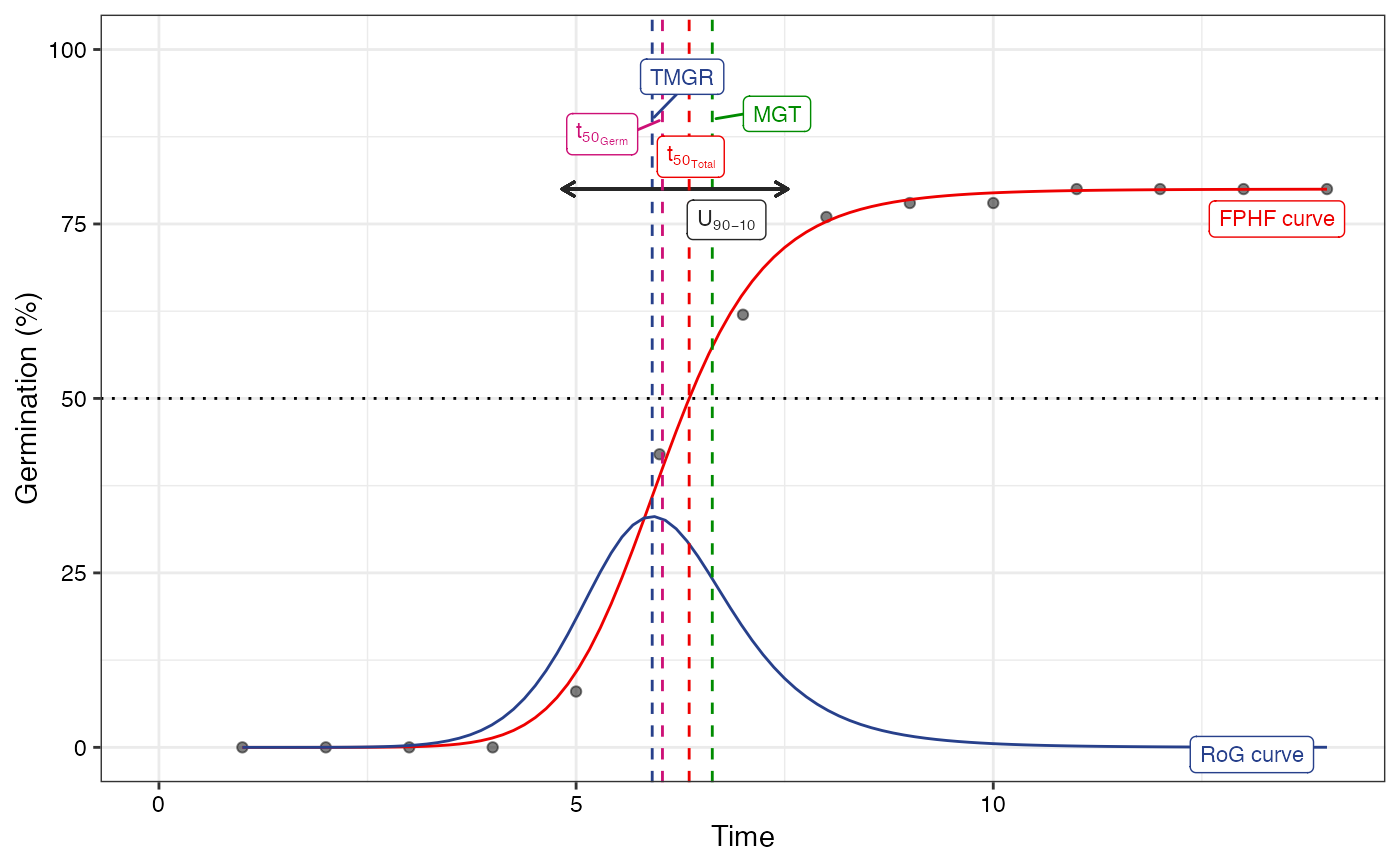 100
TMGR
MGT
t50Germ
t50Total
U90−10
75
FPHF curve
50
Germination (%)
25
0
RoG curve
0
5
10
Time